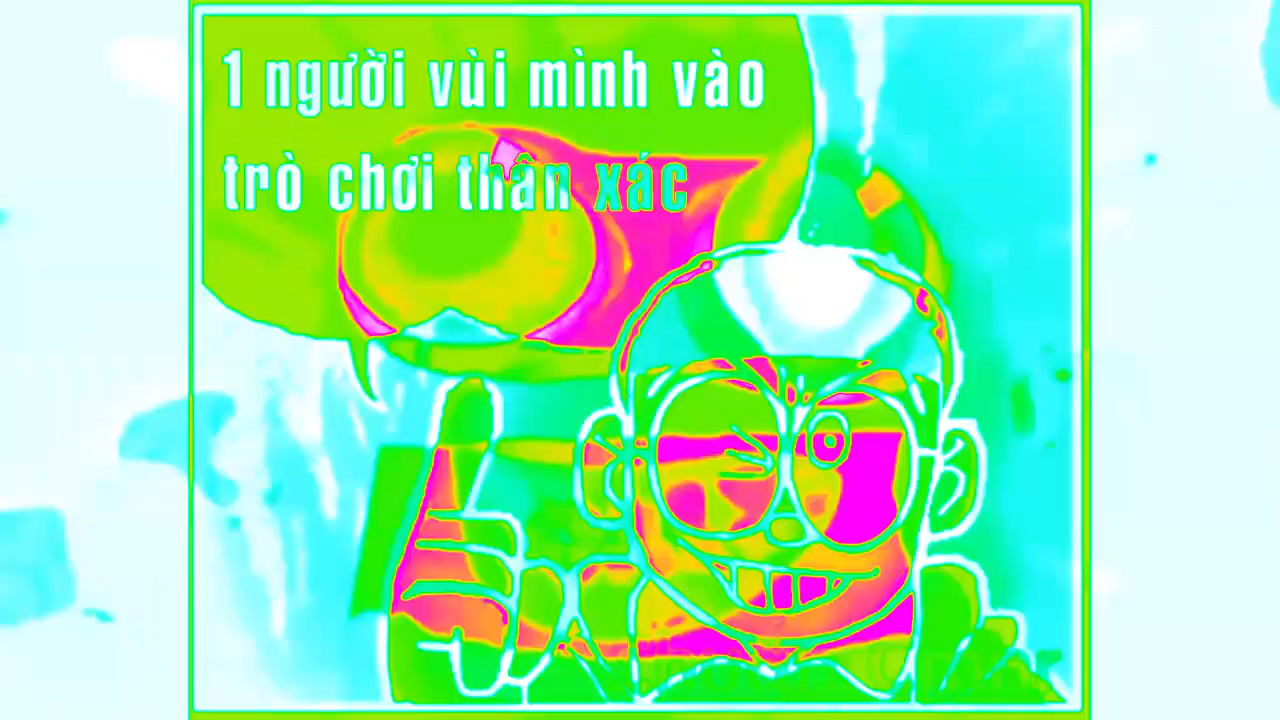 1 người vùi mình vào
trò chơi thân xác